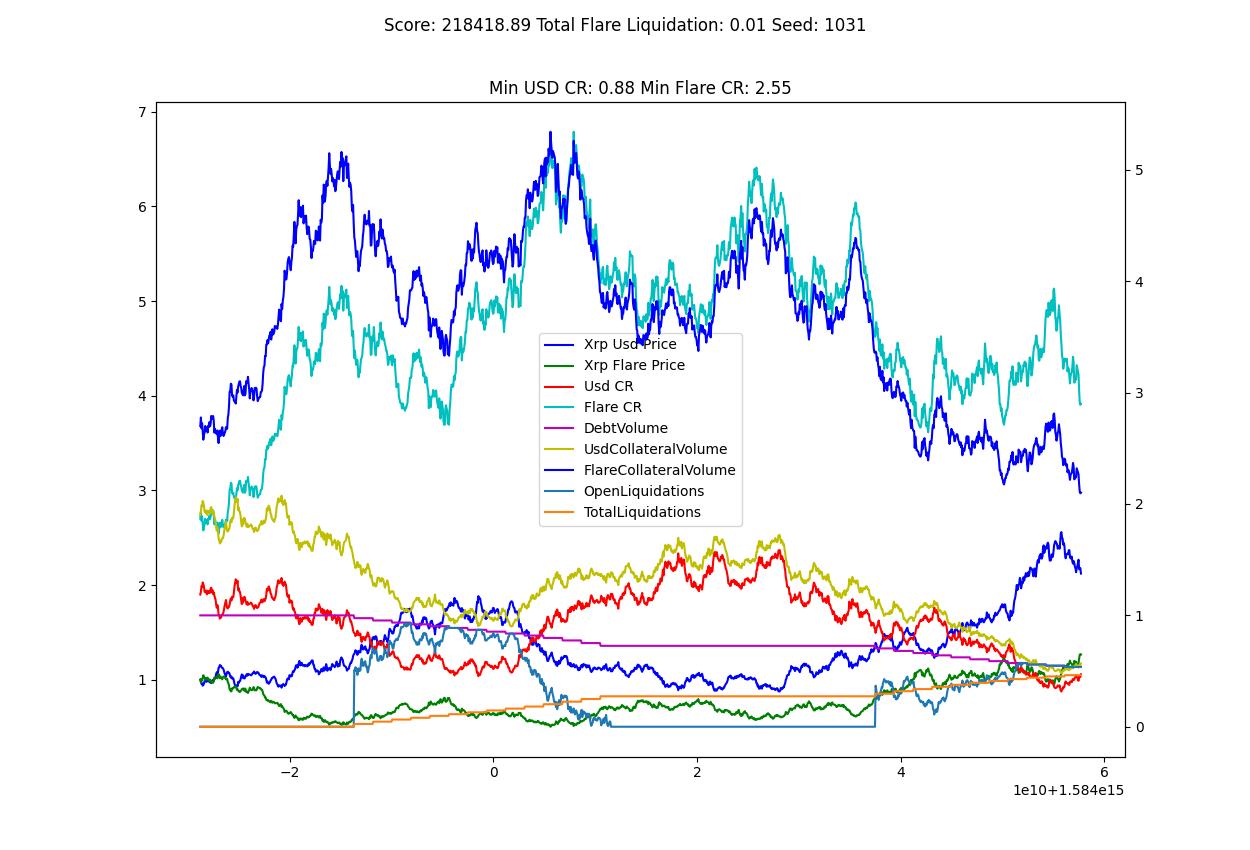 Score: 218418.89 Total Flare Liquidation: 0.01 Seed: 1031
Min USD CR: 0.88 Min Flare CR: 2.55
7
6
5
4
3
2
1
5
4
3
2
1
0
Xrp Usd Price
Xrp Flare Price
Usd CR
Flare CR
DebtVolume
UsdCollateralVolume
FlareCollateralVolume
OpenLiquidations
TotalLiquidations
−2 0 2 4 6
1e10+1.584e15